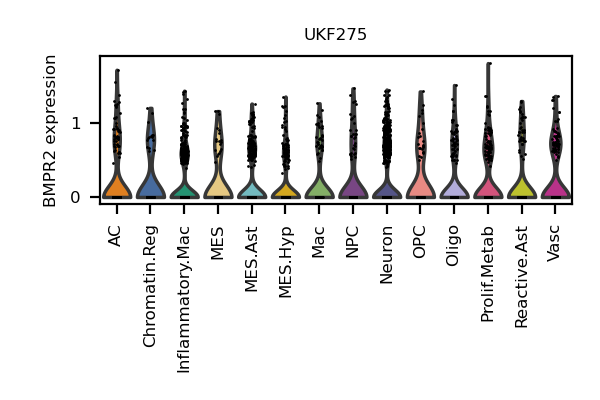 UKF275
BMPR2 expression
1
0
AC
Chromatin.Reg
Inflammatory.Mac
MES
MES.Ast
MES.Hyp
Mac
NPC
Neuron
OPC
Oligo
Prolif.Metab
Reactive.Ast
Vasc